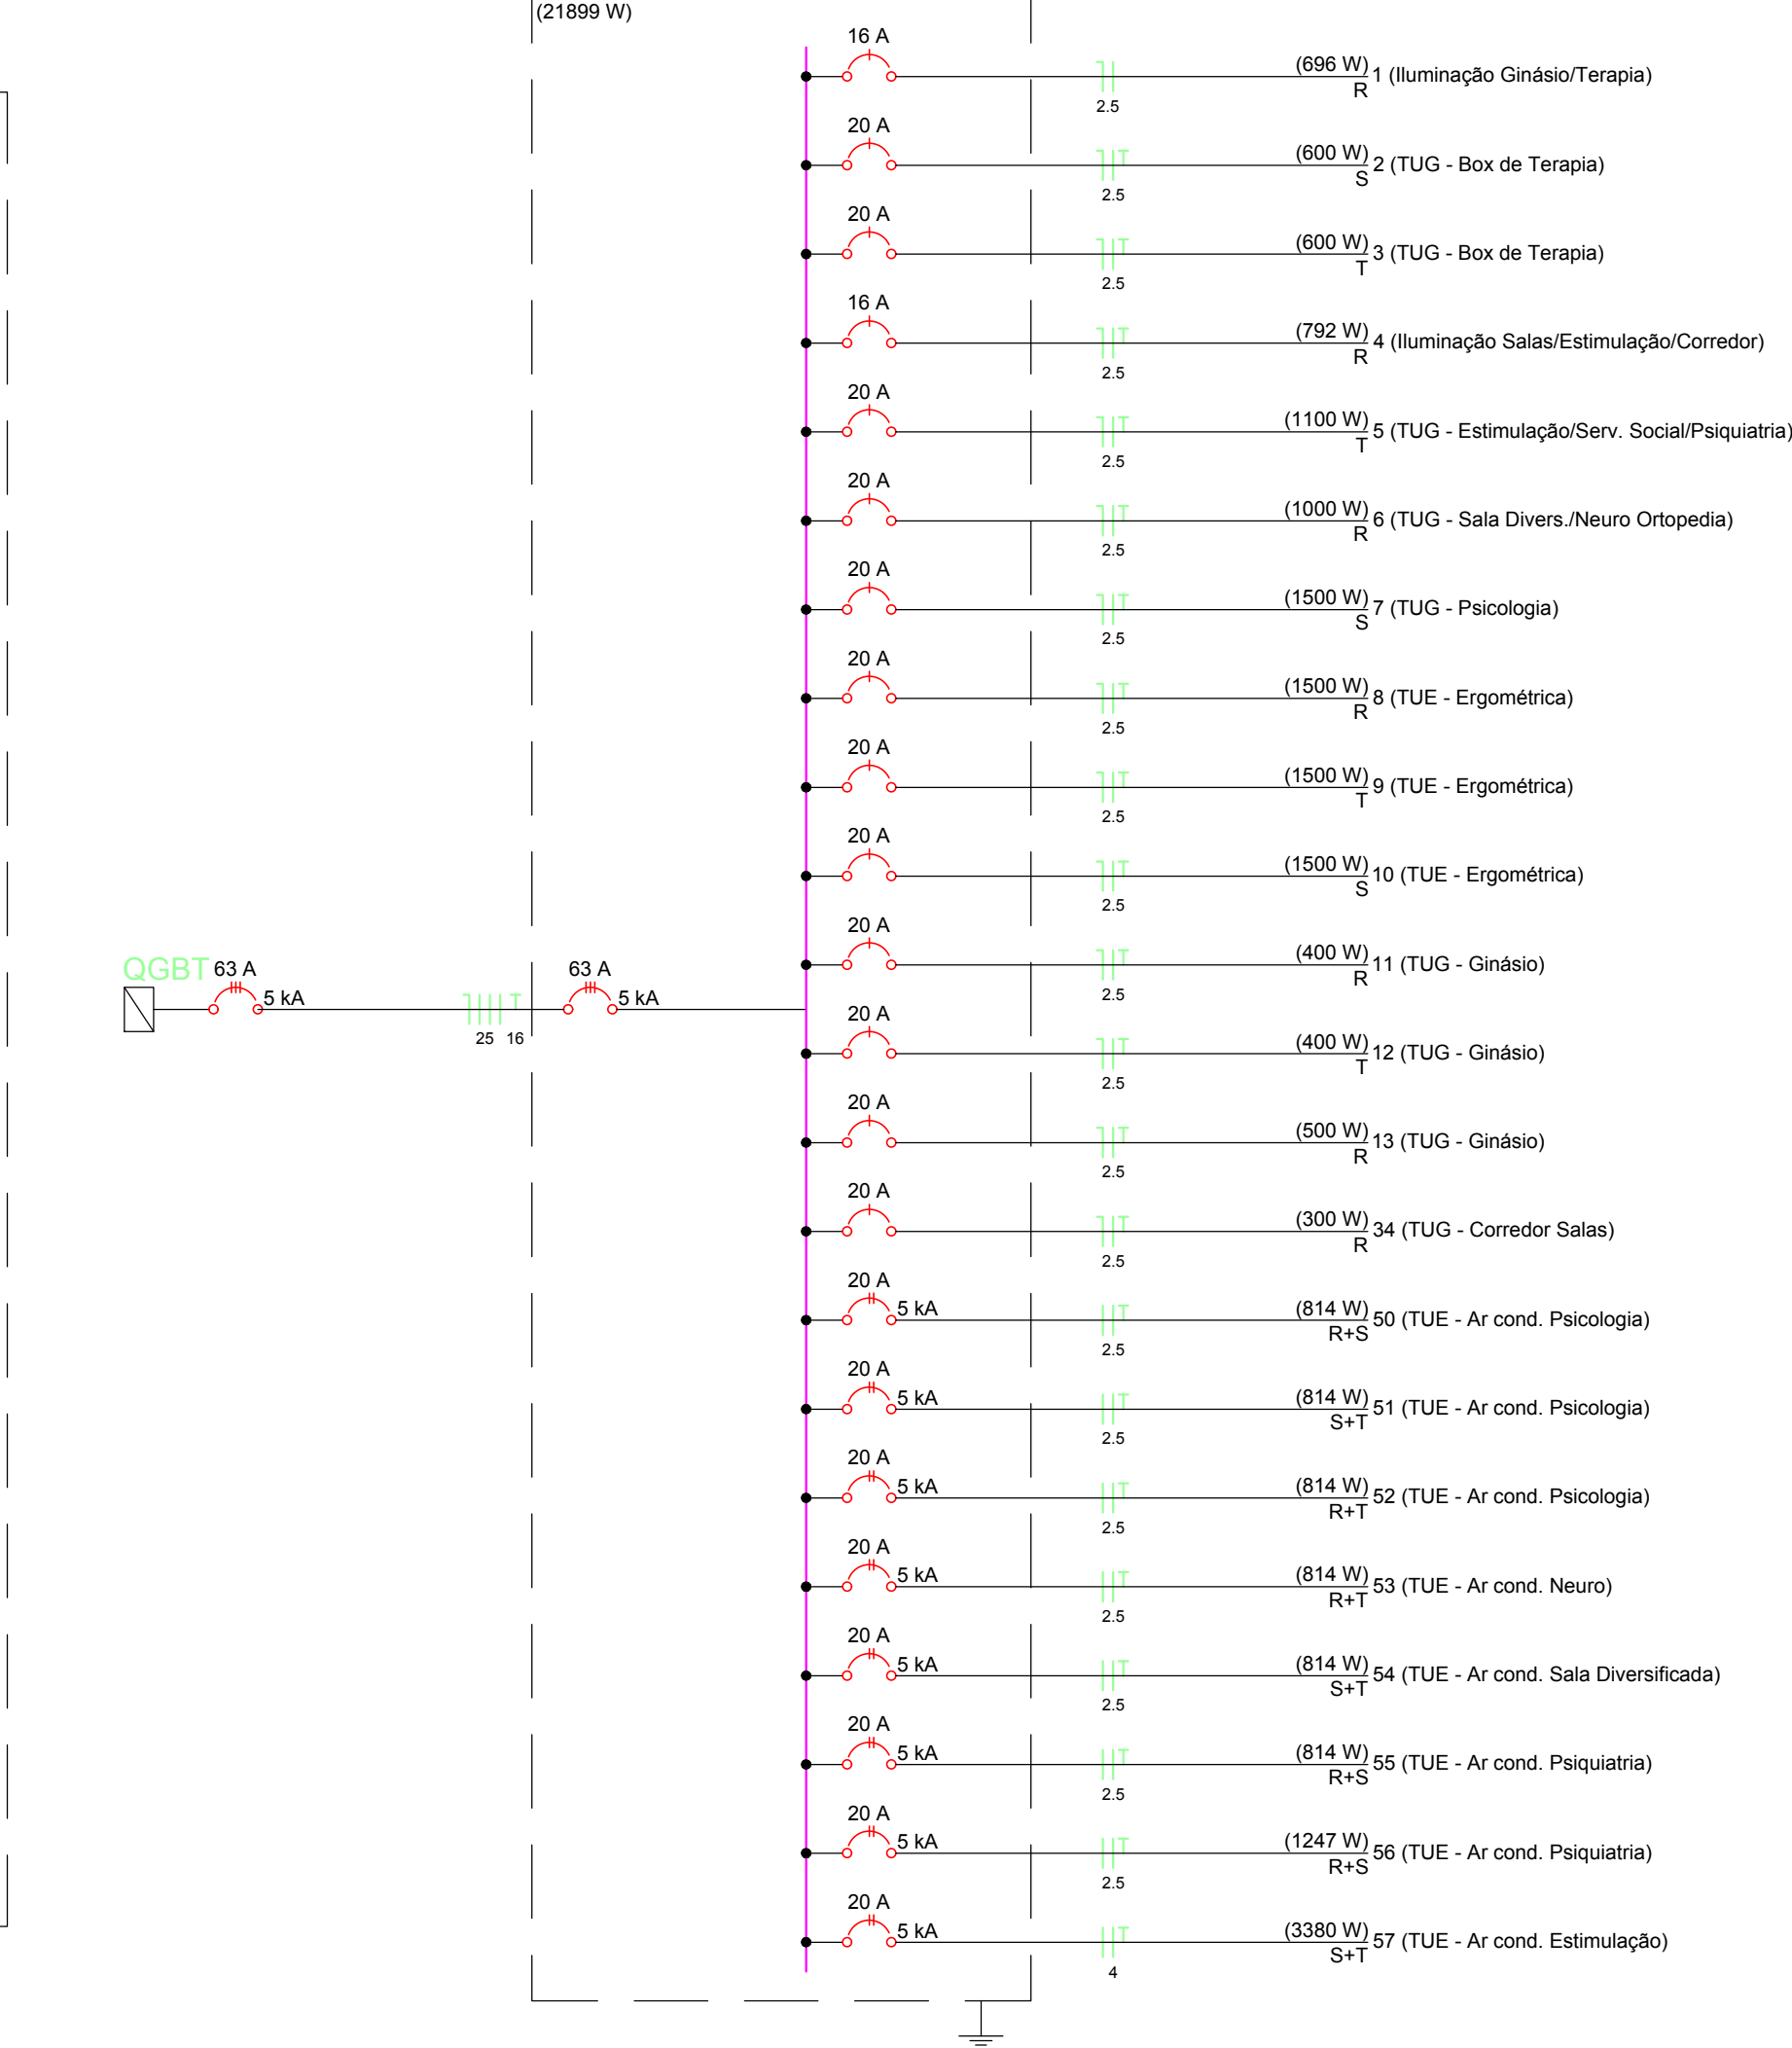 (21899 W)
16 A
(696 W) 1 (Iluminação Ginásio/Terapia)
R
2.5
20 A
(600 W) 2 (TUG - Box de Terapia)
S
2.5
20 A
(600 W) 3 (TUG - Box de Terapia)
T
2.5
16 A
(792 W) 4 (Iluminação Salas/Estimulação/Corredor)
R
2.5
20 A
(1100 W) 5 (TUG - Estimulação/Serv. Social/Psiquiatria)
T
2.5
20 A
(1000 W) 6 (TUG - Sala Divers./Neuro Ortopedia)
R
2.5
20 A
(1500 W) 7 (TUG - Psicologia)
S
2.5
20 A
(1500 W) 8 (TUE - Ergométrica)
R
2.5
20 A
(1500 W) 9 (TUE - Ergométrica)
T
2.5
20 A
(1500 W) 10 (TUE - Ergométrica)
S
2.5
20 A
(400 W) 11 (TUG - Ginásio)
R
2.5
QGBT 63 A
5 kA
25 16
63 A
5 kA
20 A
(400 W) 12 (TUG - Ginásio)
T
2.5
20 A
(500 W) 13 (TUG - Ginásio)
R
2.5
20 A
(300 W) 34 (TUG - Corredor Salas)
R
2.5
20 A
5 kA
(814 W) 50 (TUE - Ar cond. Psicologia)
R+S
2.5
20 A
5 kA
(814 W) 51 (TUE - Ar cond. Psicologia)
S+T
2.5
20 A
5 kA
(814 W) 52 (TUE - Ar cond. Psicologia)
R+T
2.5
20 A
5 kA
(814 W) 53 (TUE - Ar cond. Neuro)
R+T
2.5
20 A
5 kA
(814 W) 54 (TUE - Ar cond. Sala Diversificada)
S+T
2.5
20 A
5 kA
(814 W) 55 (TUE - Ar cond. Psiquiatria)
R+S
2.5
20 A
5 kA
(1247 W) 56 (TUE - Ar cond. Psiquiatria)
R+S
2.5
20 A
5 kA
(3380 W) 57 (TUE - Ar cond. Estimulação)
S+T
4